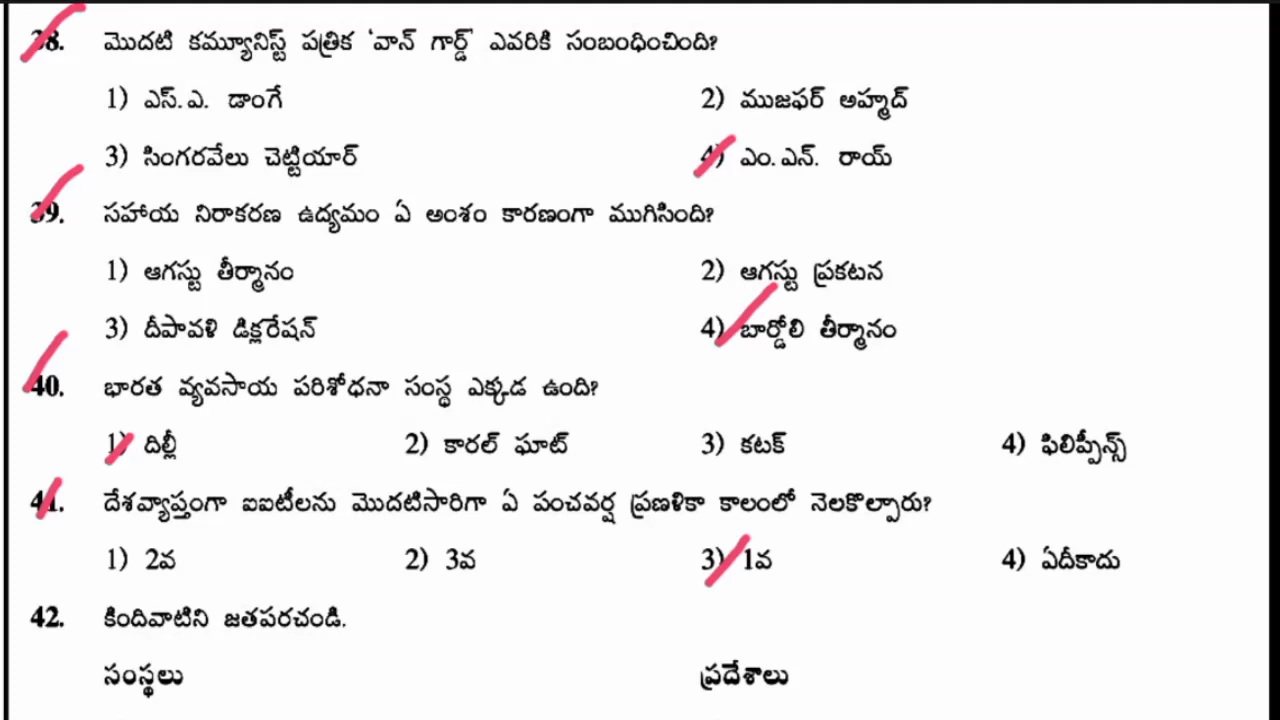 38. మొదటి కమ్యూనిస్ట్ పత్రిక 'వాన్ గార్డ్' ఎవరికి సంబంధించింది?
1) ఎస్.ఎ. డాంగే 2) ముజఫర్ అహ్మద్
3) సింగరవేలు చెట్టియార్ 4) ఎం.ఎన్. రాయ్
39. సహాయ నిరాకరణ ఉద్యమం ఏ అంశం కారణంగా ముగిసింది?
1) ఆగస్టు తీర్మానం 2) ఆగస్టు ప్రకటన
3) దీపావళి డిక్లరేషన్ 4) బార్డోలి తీర్మానం
40. భారత వ్యవసాయ పరిశోధనా సంస్థ ఎక్కడ ఉంది?
1) దిల్లీ 2) కారల్ ఘాట్ 3) కటక్ 4) ఫిలిప్పీన్స్
41. దేశవ్యాప్తంగా ఐఐటీలను మొదటిసారిగా ఏ పంచవర్ష ప్రణళికా కాలంలో నెలకొల్పారు?
1) 2వ 2) 3వ 3) 1వ 4) ఏదీకాదు
42. కిందివాటిని జతపరచండి.
సంస్థలు ప్రదేశాలు